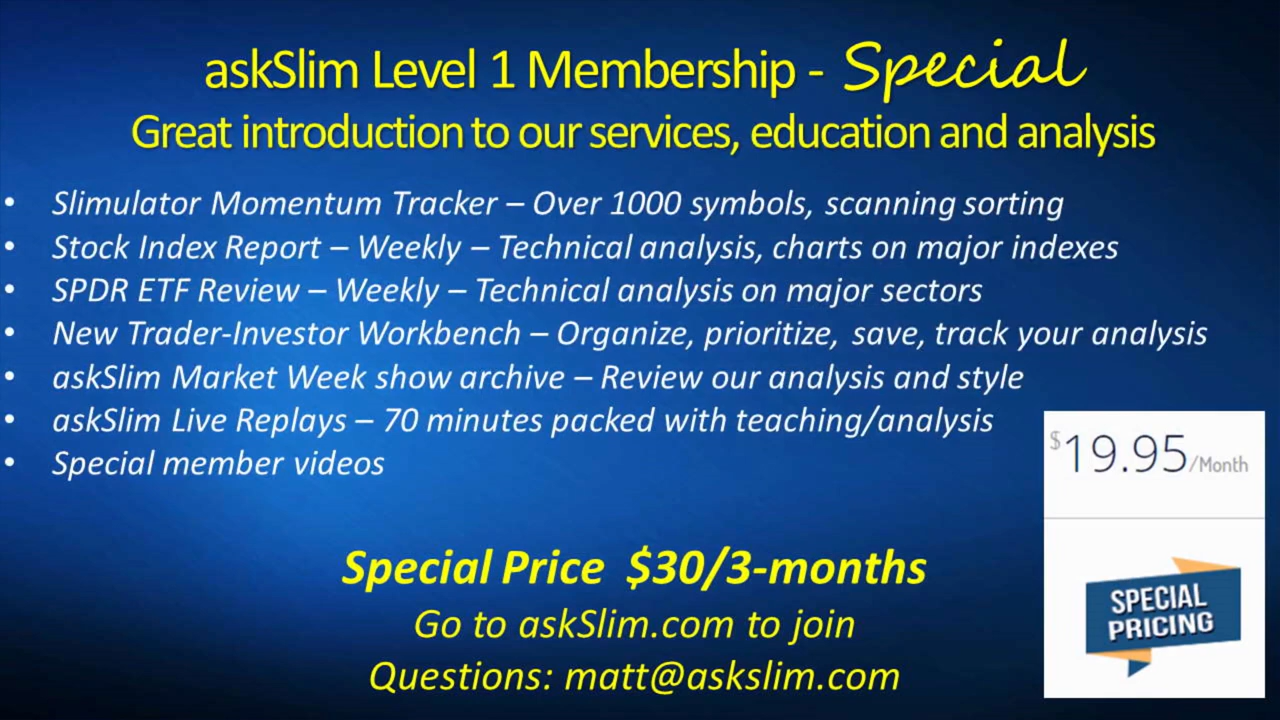 askSlim Level 1 Membership - Special
Great introduction to our services, education and analysis
• Slimulator Momentum Tracker – Over 1000 symbols, scanning sorting
• Stock Index Report – Weekly – Technical analysis, charts on major indexes
• SPDR ETF Review – Weekly – Technical analysis on major sectors
• New Trader-Investor Workbench – Organize, prioritize, save, track your analysis
• askSlim Market Week show archive – Review our analysis and style
• askSlim Live Replays – 70 minutes packed with teaching/analysis
• Special member videos
$19.95/Month
SPECIAL
PRICING
Special Price $30/3-months
Go to askSlim.com to join
Questions: matt@askslim.com